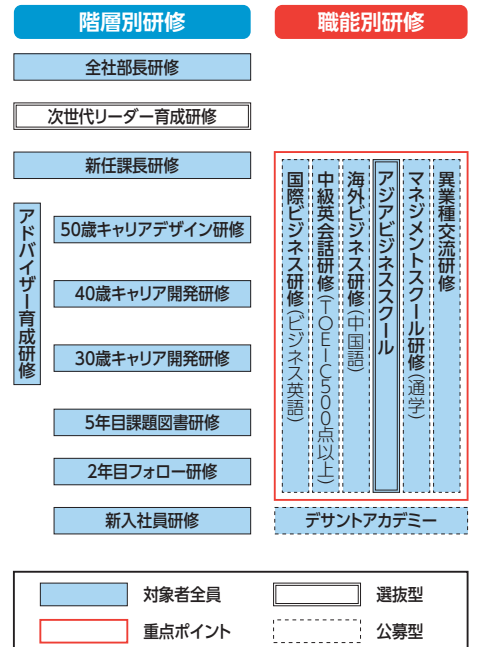 階層別研修
全社部長研修
次世代リーダー育成研修
新任課長研修
アドバイザー育成研修
50歳キャリアデザイン研修
40歳キャリア開発研修
30歳キャリア開発研修
5年目課題図書研修
2年目フォロー研修
新入社員研修
職能別研修
国際ビジネス研修(ビジネス英語)
中級英会話研修(TOEIC500点以上)
海外ビジネス研修(中国語)
アジアビジネススクール
マネジメントスクール研修(通学)
異業種交流研修
デサントアカデミー
対象者全員
選抜型
重点ポイント
公募型